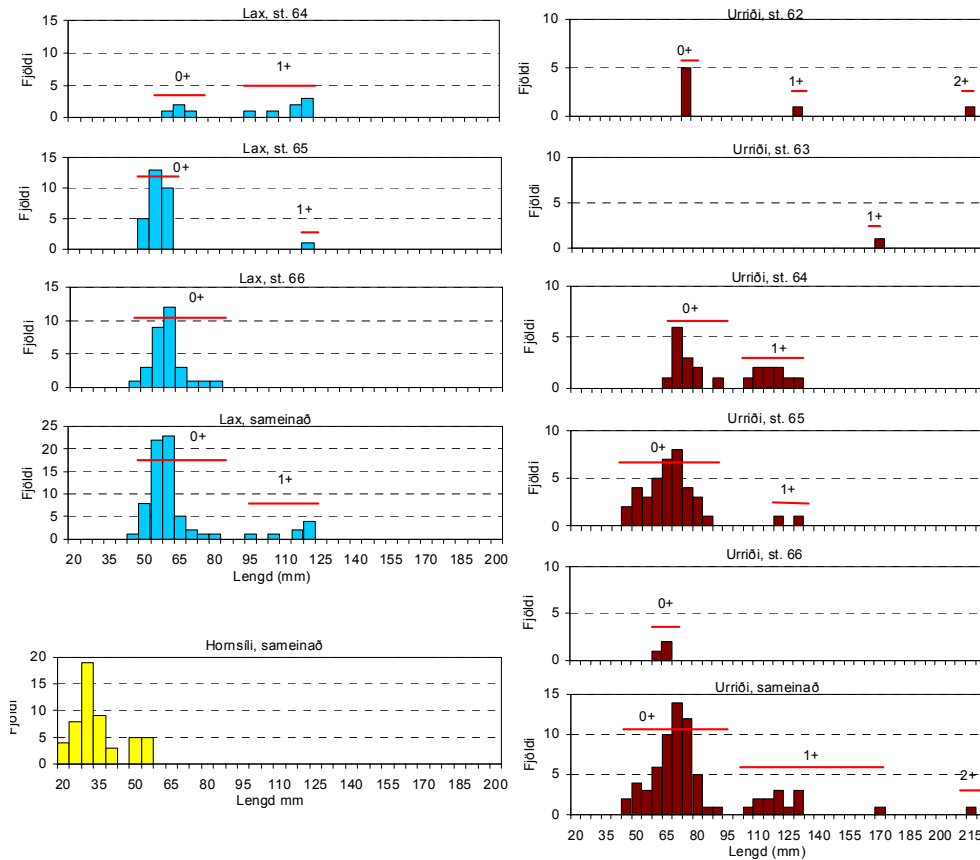 Lax, st. 64
15
10
5
0
Fjöldi
0+
1+
Lax, st. 65
15
10
5
0
Fjöldi
0+
1+
Lax, st. 66
15
10
5
0
Fjöldi
0+
Lax, sameinað
25
20
15
10
5
0
Fjöldi
0+
1+
20 35 50 65 80 95 110 125 140 155 170 185 200
Lengd (mm)
Hornsíli, sameinað
20
15
10
5
0
Fjöldi
20 35 50 65 80 95 110 125 140 155 170 185 200
Lengd mm
Urriði, st. 62
10
5
0
Fjöldi
0+
1+
2+
Urriði, st. 63
10
5
0
Fjöldi
1+
Urriði, st. 64
10
5
0
Fjöldi
0+
1+
Urriði, st. 65
10
5
0
Fjöldi
0+
1+
Urriði, st. 66
10
5
0
Fjöldi
0+
Urriði, sameinað
15
10
5
0
Fjöldi
0+
1+
2+
20 35 50 65 80 95 110 125 140 155 170 185 200 215
Lengd (mm)